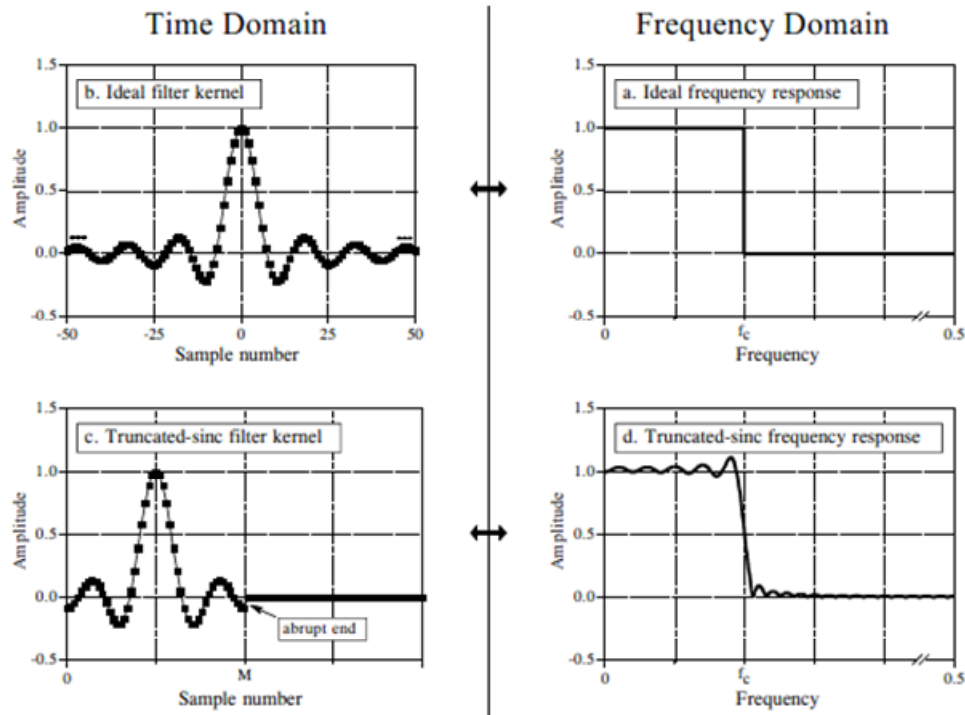 Time Domain
Frequency Domain
1.5
b. Ideal filter kernel
1.0
0.5
0.0
-0.5
Amplitude
-50
-25
0
25
50
Sample number
1.5
a. Ideal frequency response
1.0
0.5
0.0
-0.5
Amplitude
0
fc
0.5
Frequency
1.5
c. Truncated-sinc filter kernel
1.0
0.5
0.0
-0.5
Amplitude
abrupt end
0
M
Sample number
1.5
d. Truncated-sinc frequency response
1.0
0.5
0.0
-0.5
Amplitude
0
fc
0.5
Frequency